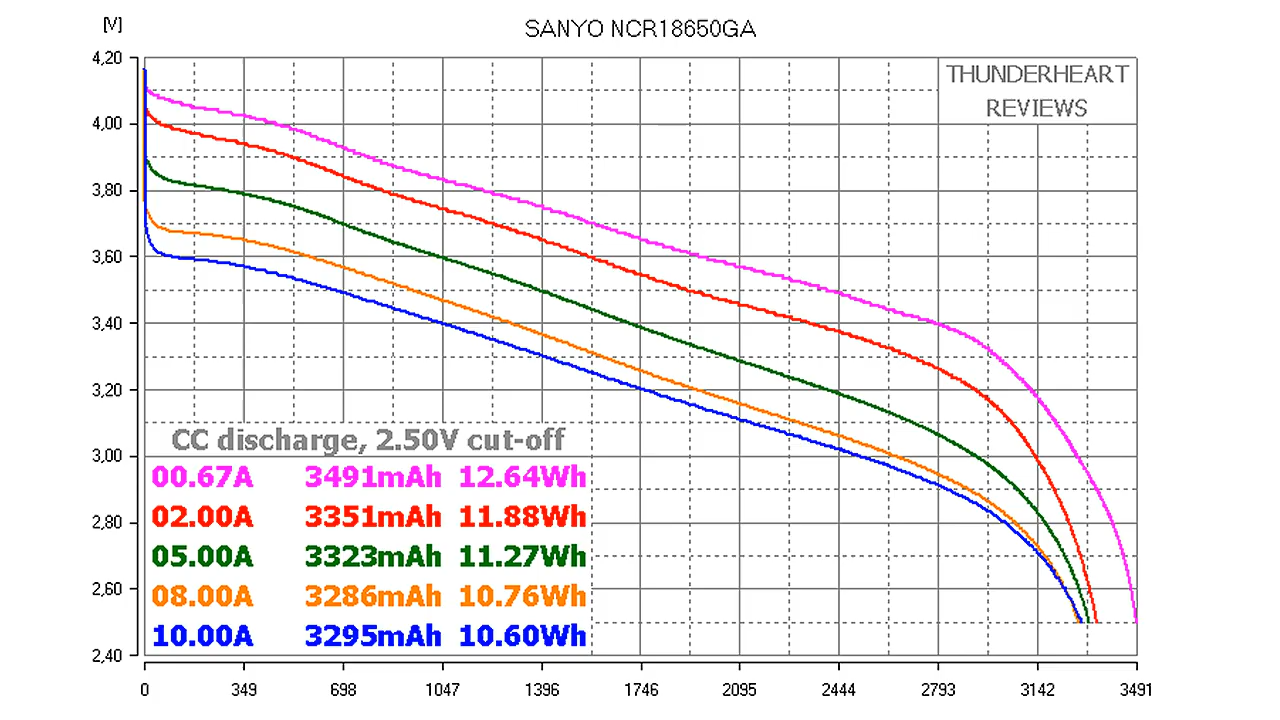 [V]
SANYO NCR18650GA
THUNDERHEART
REVIEWS
4,20
4,00
3,80
3,60
3,40
3,20
3,00
2,80
2,60
2,40
CC discharge, 2.50V cut-off
00.67A 3491mAh 12.64Wh
02.00A 3351mAh 11.88Wh
05.00A 3323mAh 11.27Wh
08.00A 3286mAh 10.76Wh
10.00A 3295mAh 10.60Wh
0 349 698 1047 1396 1746 2095 2444 2793 3142 3491